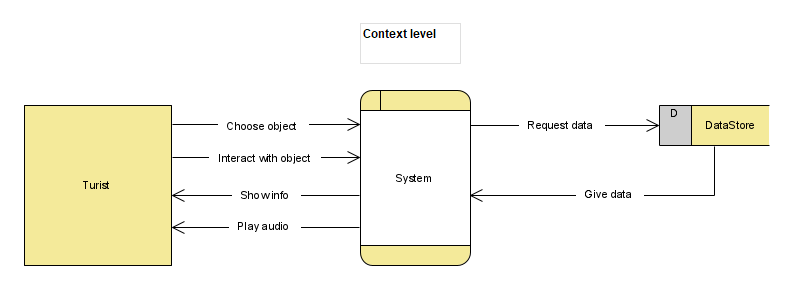 Context level
Turist
Choose object
Interact with object
Show info
Play audio
System
Request data
Give data
D
DataStore